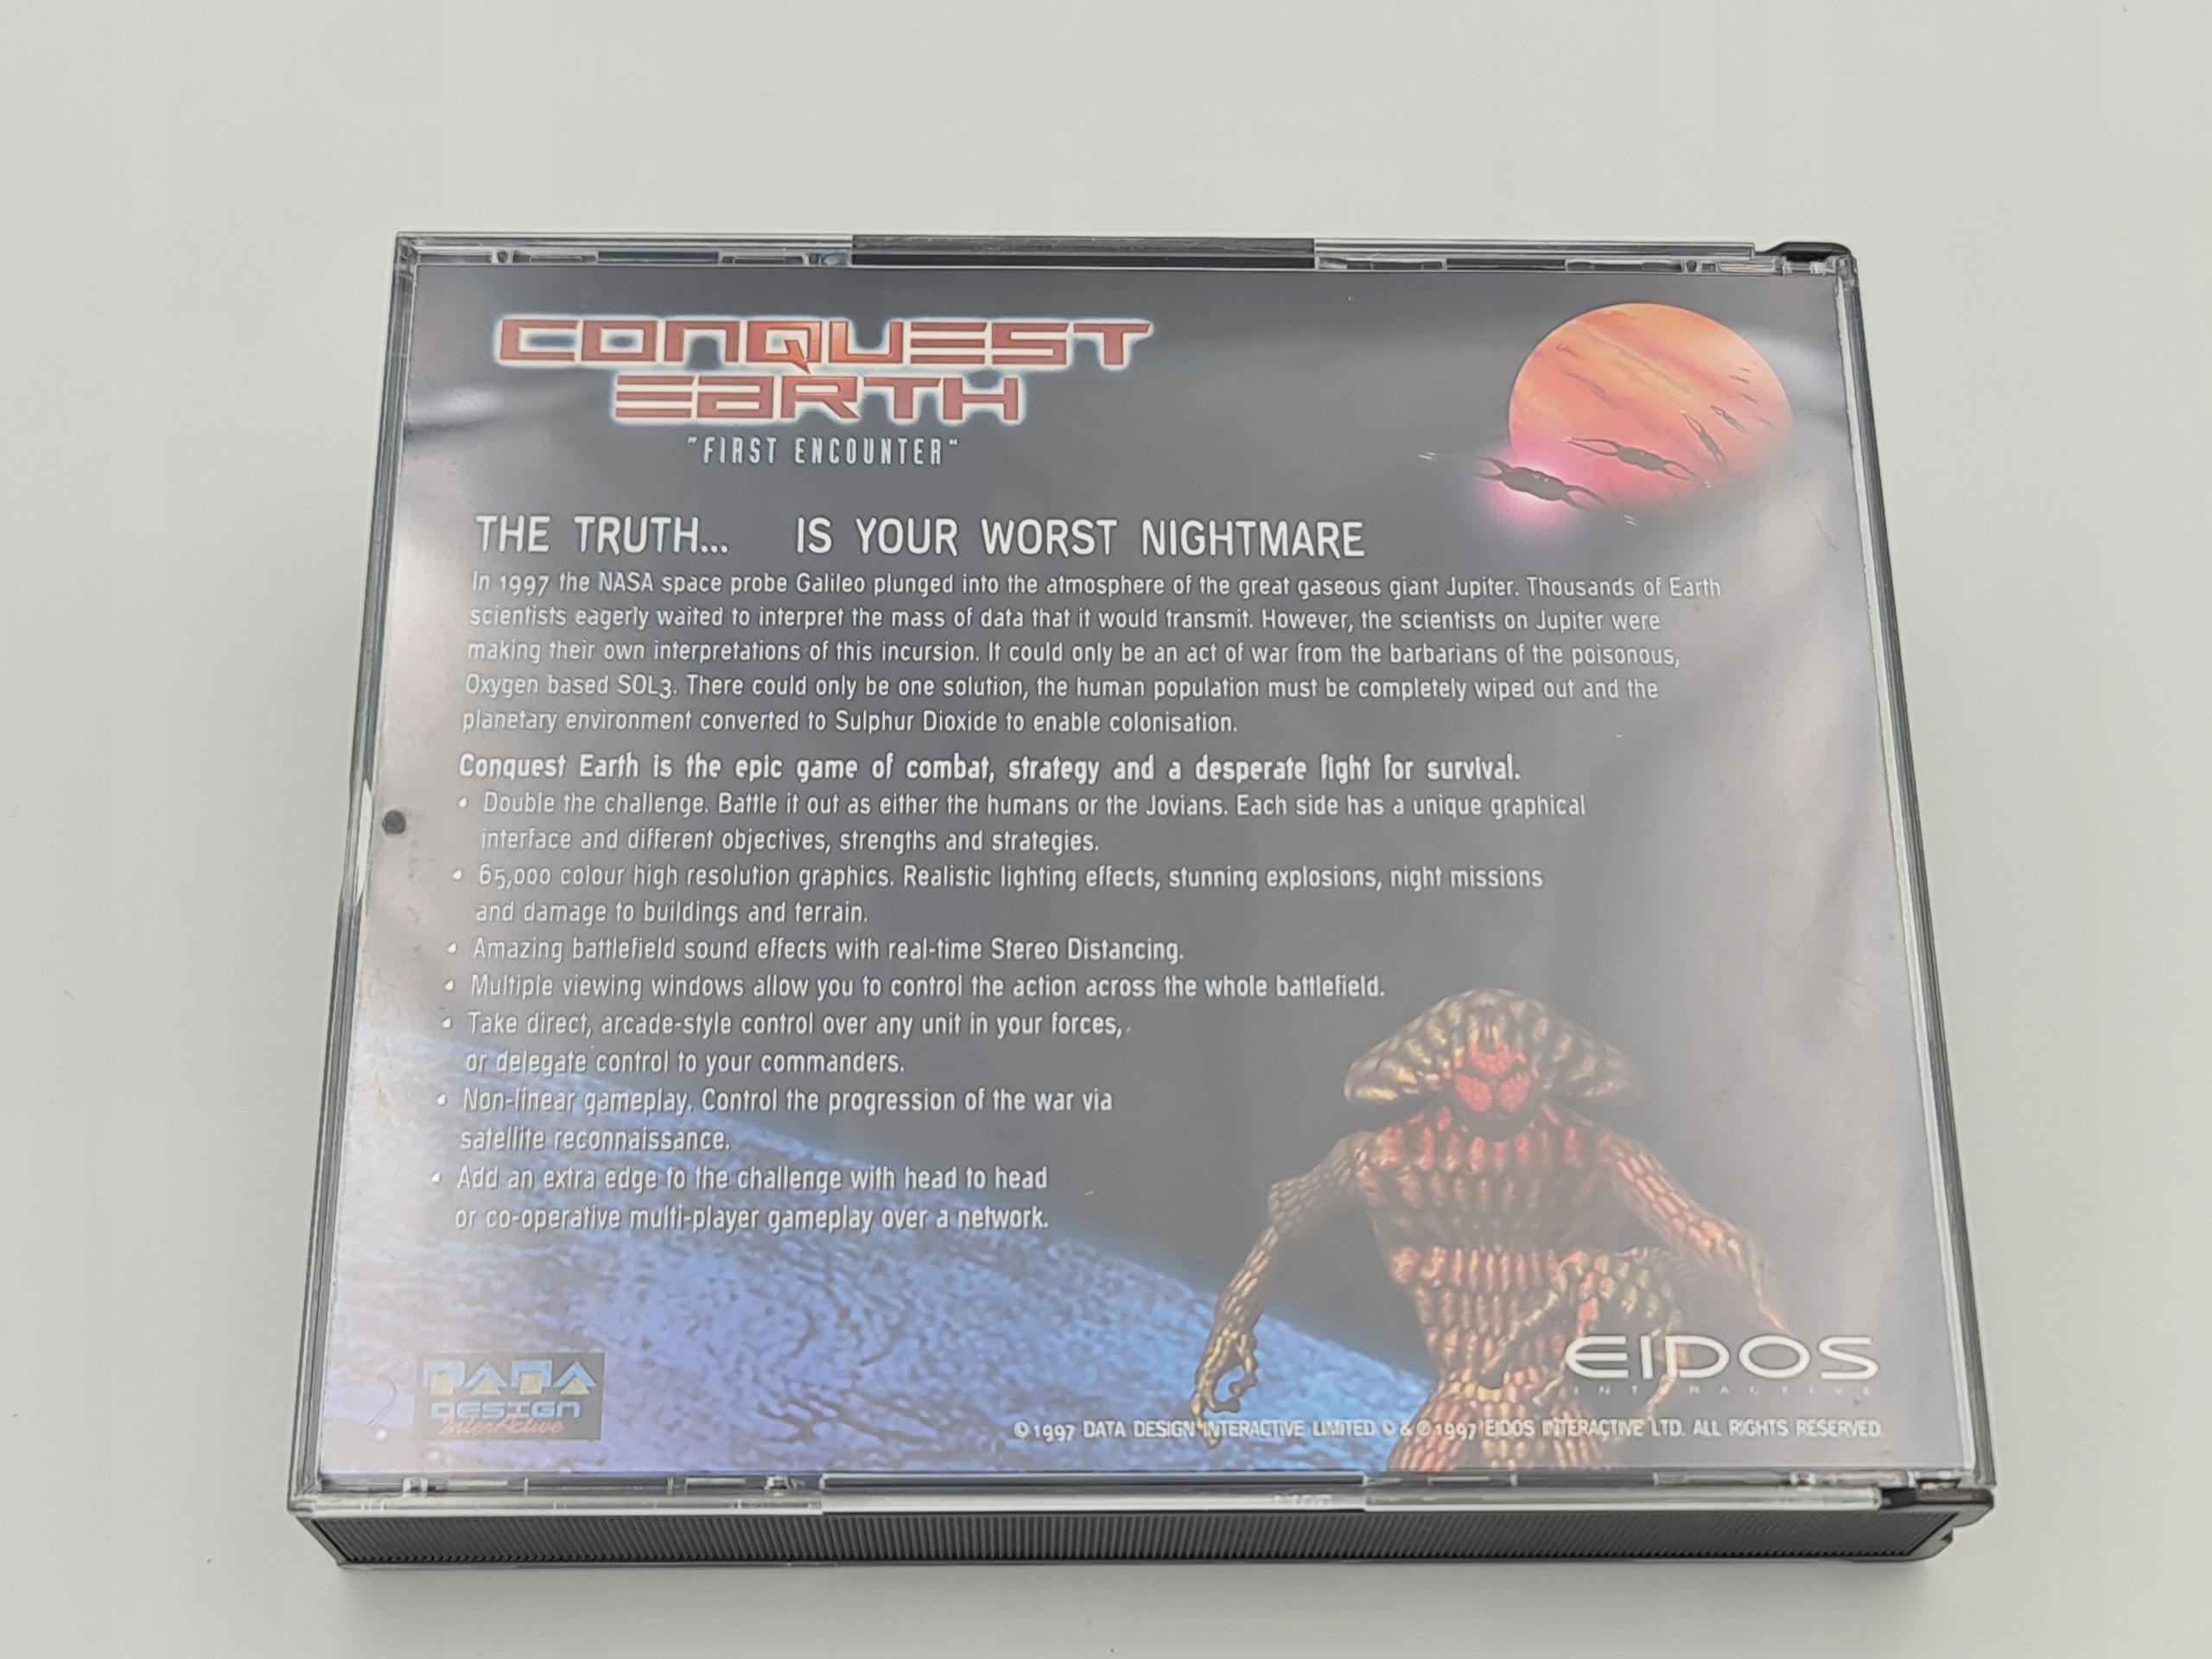 CONQUEST
EARTH
"FIRST ENCOUNTER"
THE TRUTH... IS YOUR WORST NIGHTMARE
In 1997 the NASA space probe Galileo plunged into the atmosphere of the great gaseous giant Jupiter. Thousands of Earth
scientists eagerly waited to interpret the mass of data that it would transmit. However, the scientists on Jupiter were
making their own interpretations of this incursion. It could only be an act of war from the barbarians of the poisonous,
Oxygen based SOL3. There could only be one solution, the human population must be completely wiped out and the
planetary environment converted to Sulphur Dioxide to enable colonisation.
Conquest Earth is the epic game of combat, strategy and a desperate fight for survival.
• Double the challenge. Battle it out as either the humans or the Jovians. Each side has a unique graphical
interface and different objectives, strengths and strategies.
• 65,000 colour high resolution graphics. Realistic lighting effects, stunning explosions, night missions
and damage to buildings and terrain.
• Amazing battlefield sound effects with real-time Stereo Distancing.
• Multiple viewing windows allow you to control the action across the whole battlefield.
• Take direct, arcade-style control over any unit in your forces,
or delegate control to your commanders.
• Non-linear gameplay. Control the progression of the war via
satellite reconnaissance.
• Add an extra edge to the challenge with head to head
or co-operative multi-player gameplay over a network.
DATA
DESIGN
InterActive
EIDOS
INTERACTIVE
©1997 DATA DESIGN INTERACTIVE LIMITED © & ℗1997 EIDOS INTERACTIVE LTD. ALL RIGHTS RESERVED